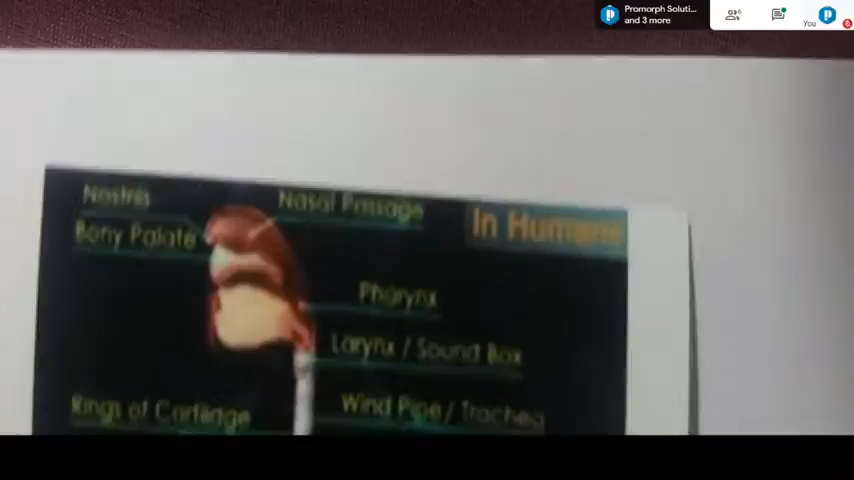 Promorph Soluti...
and 3 more
You
Nostrils
Nasal Passage
In Humans
Bony Palate
Pharynx
Larynx / Sound Box
Rings of Cartilidge
Wind Pipe / Trachea